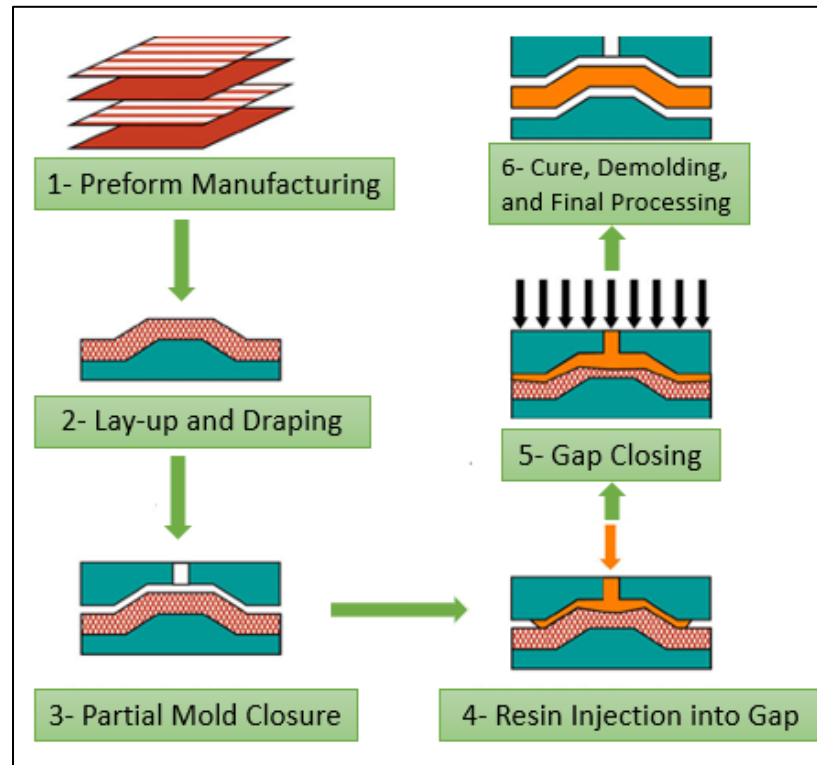 1- Preform Manufacturing
2- Lay-up and Draping
3- Partial Mold Closure
4- Resin Injection into Gap
5- Gap Closing
6- Cure, Demolding,
and Final Processing